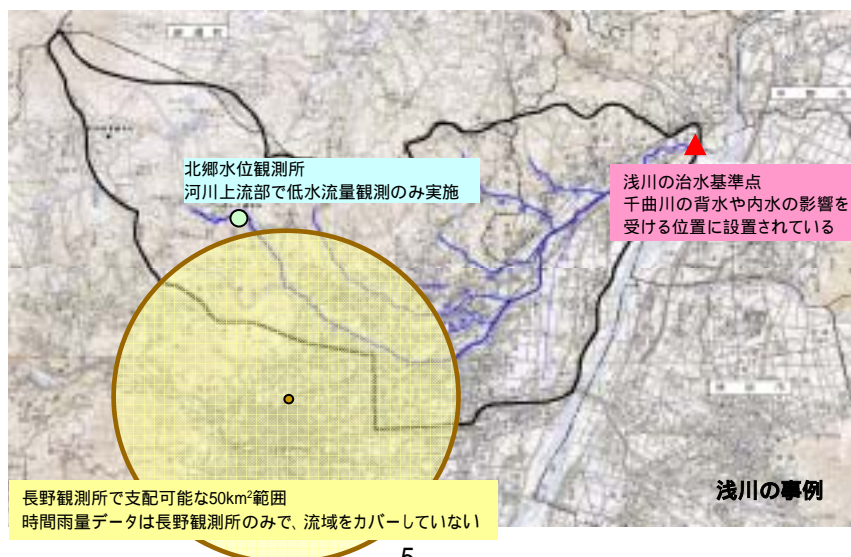 北郷水位観測所
河川上流部で低水流量観測のみ実施
浅川の治水基準点
千曲川の背水や内水の影響を
受ける位置に設置されている
浅川の事例
長野観測所で支配可能な50km²範囲
時間雨量データは長野観測所のみで、流域をカバーしていない
5